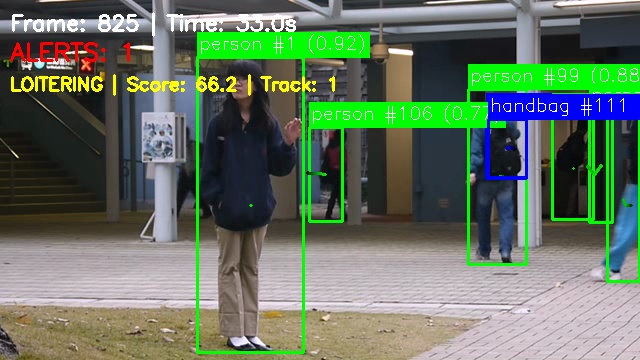 Frame: 825 | Time: 33.0s
ALERTS: 1
LOITERING | Score: 66.2 | Track: 1
person #1 (0.92)
person #99 (0.88
person #106 (0.7
handbag #111